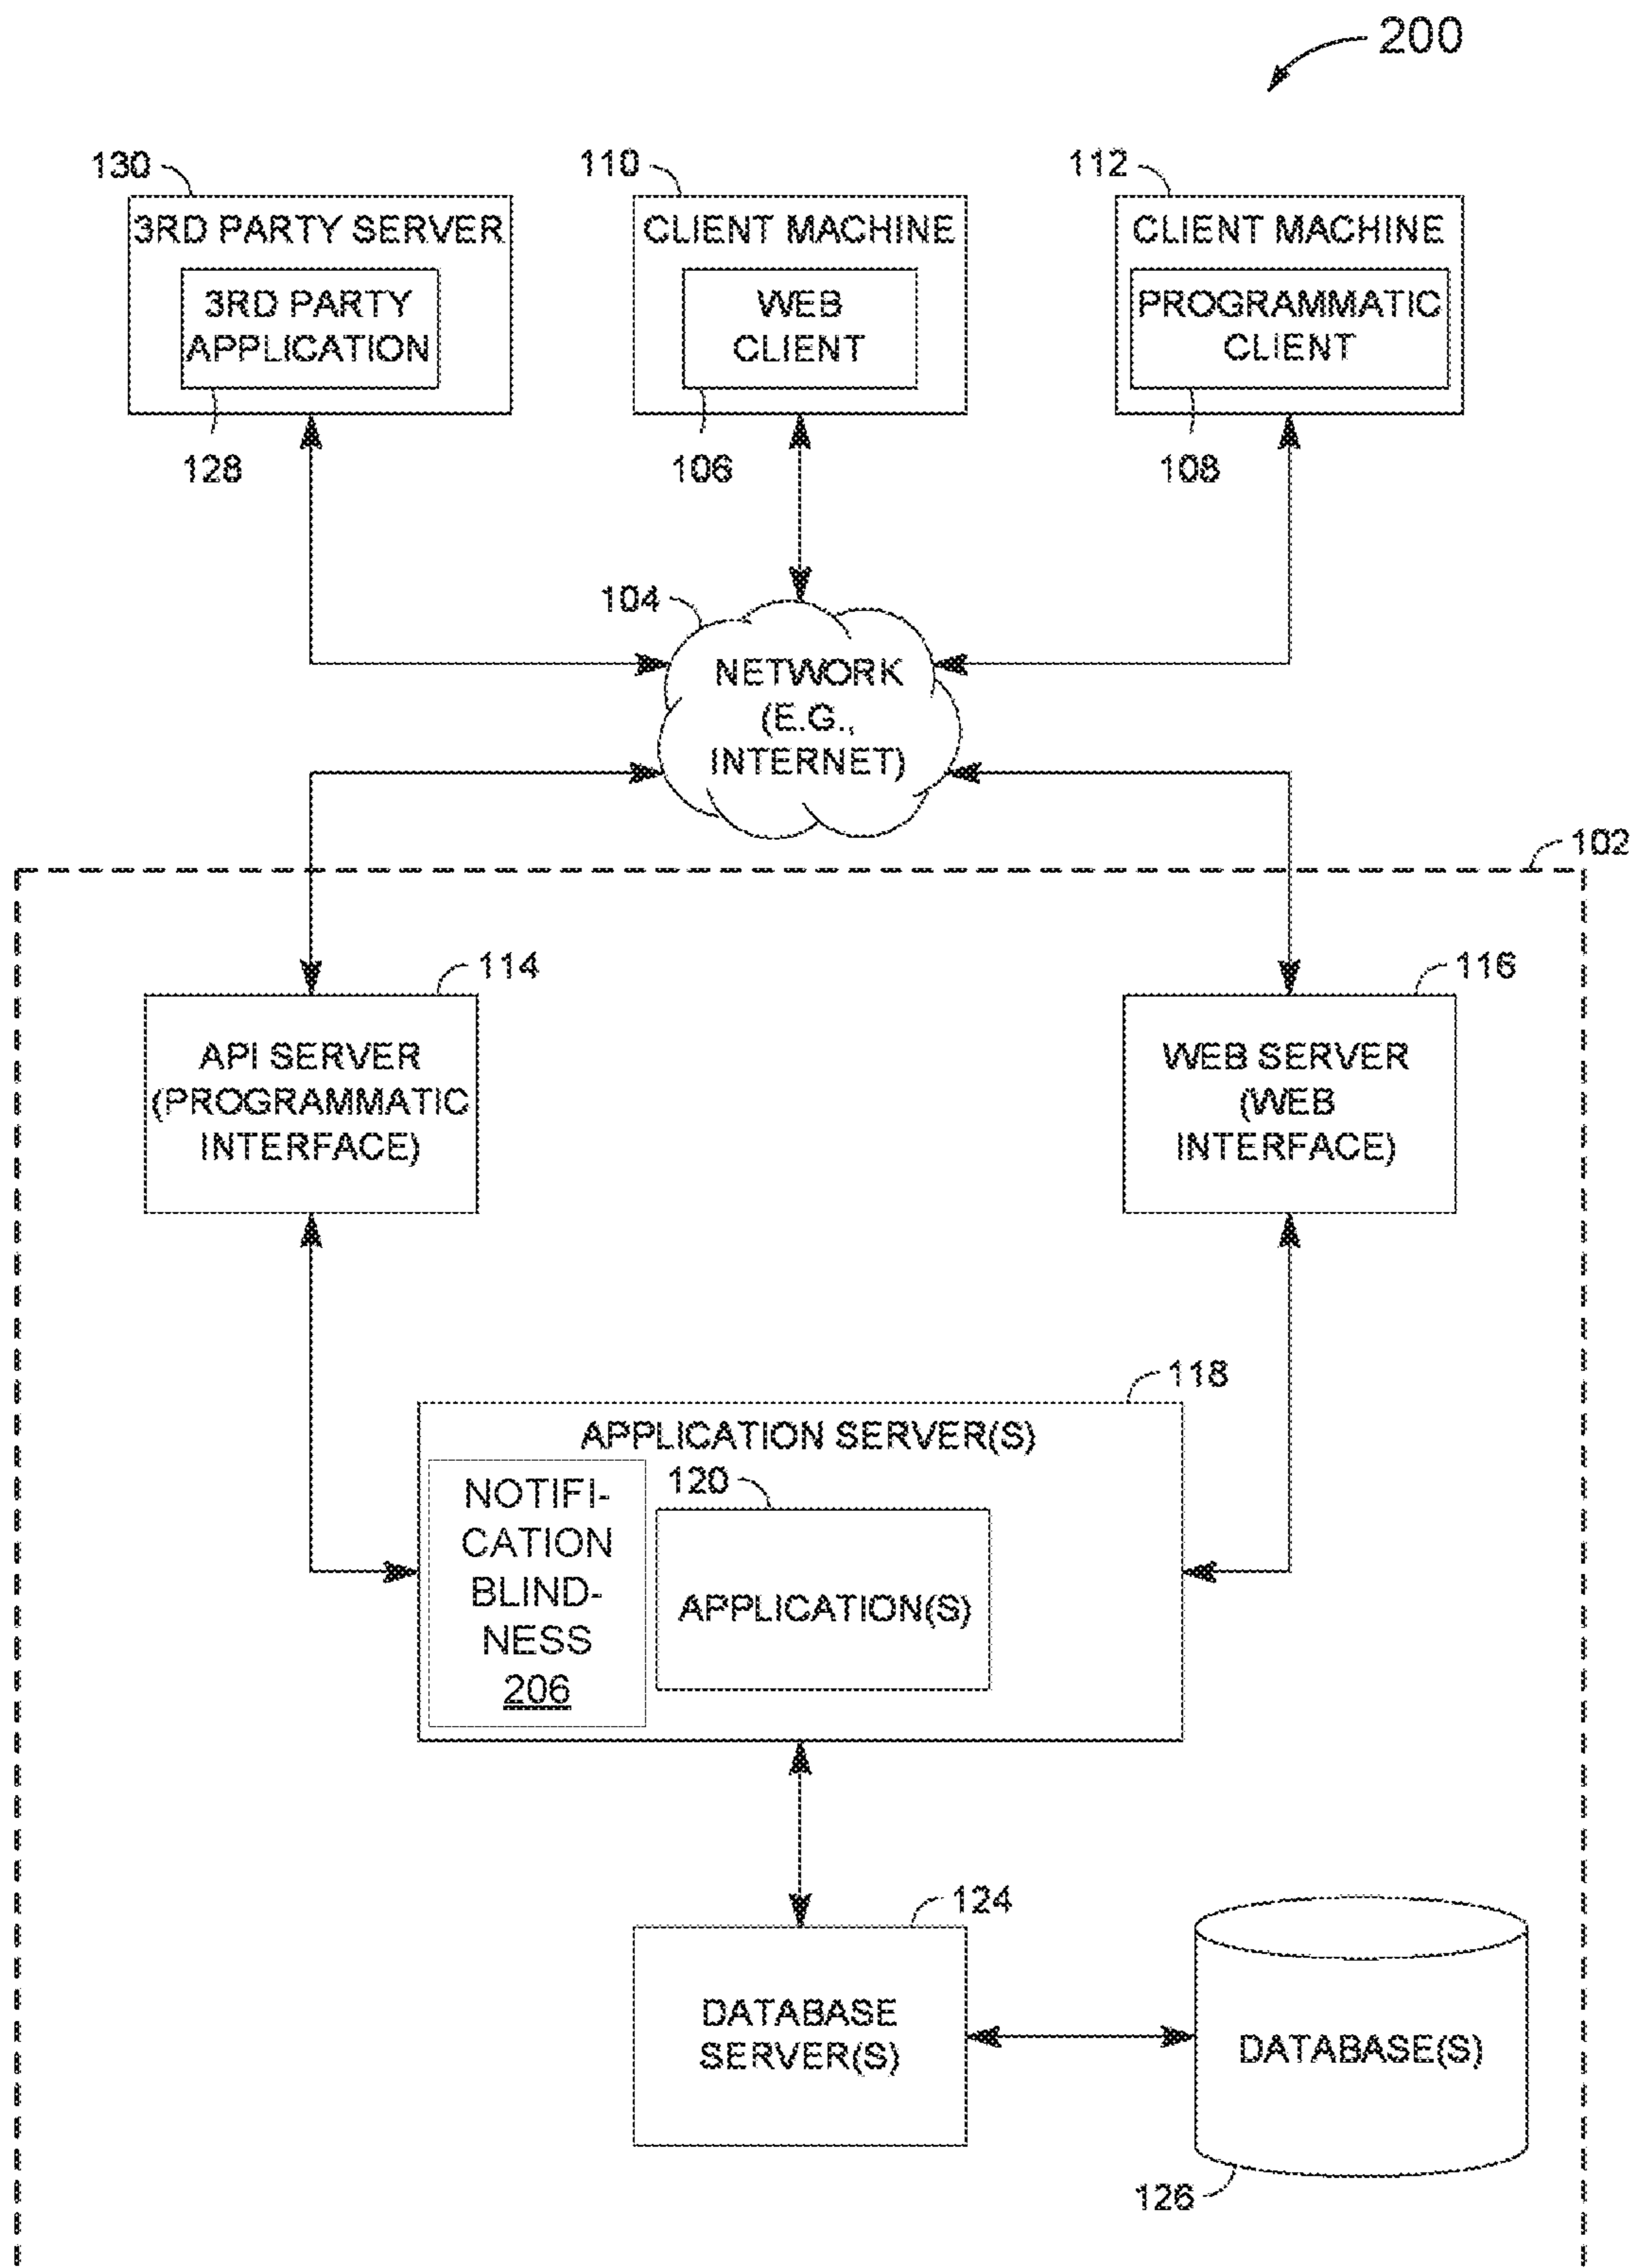 200
130
110
112
3RD PARTY SERVER
CLIENT MACHINE
CLIENT MACHINE
3RD PARTY
APPLICATION
WEB
CLIENT
PROGRAMMATIC
CLIENT
128
106
108
104
NETWORK
(E.G.,
INTERNET)
102
114
116
API SERVER
(PROGRAMMATIC
INTERFACE)
WEB SERVER
(WEB
INTERFACE)
118
APPLICATION SERVER(S)
NOTIFI-
CATION
BLIND-
NESS
206
120
APPLICATION(S)
124
DATABASE
SERVER(S)
DATABASE(S)
126